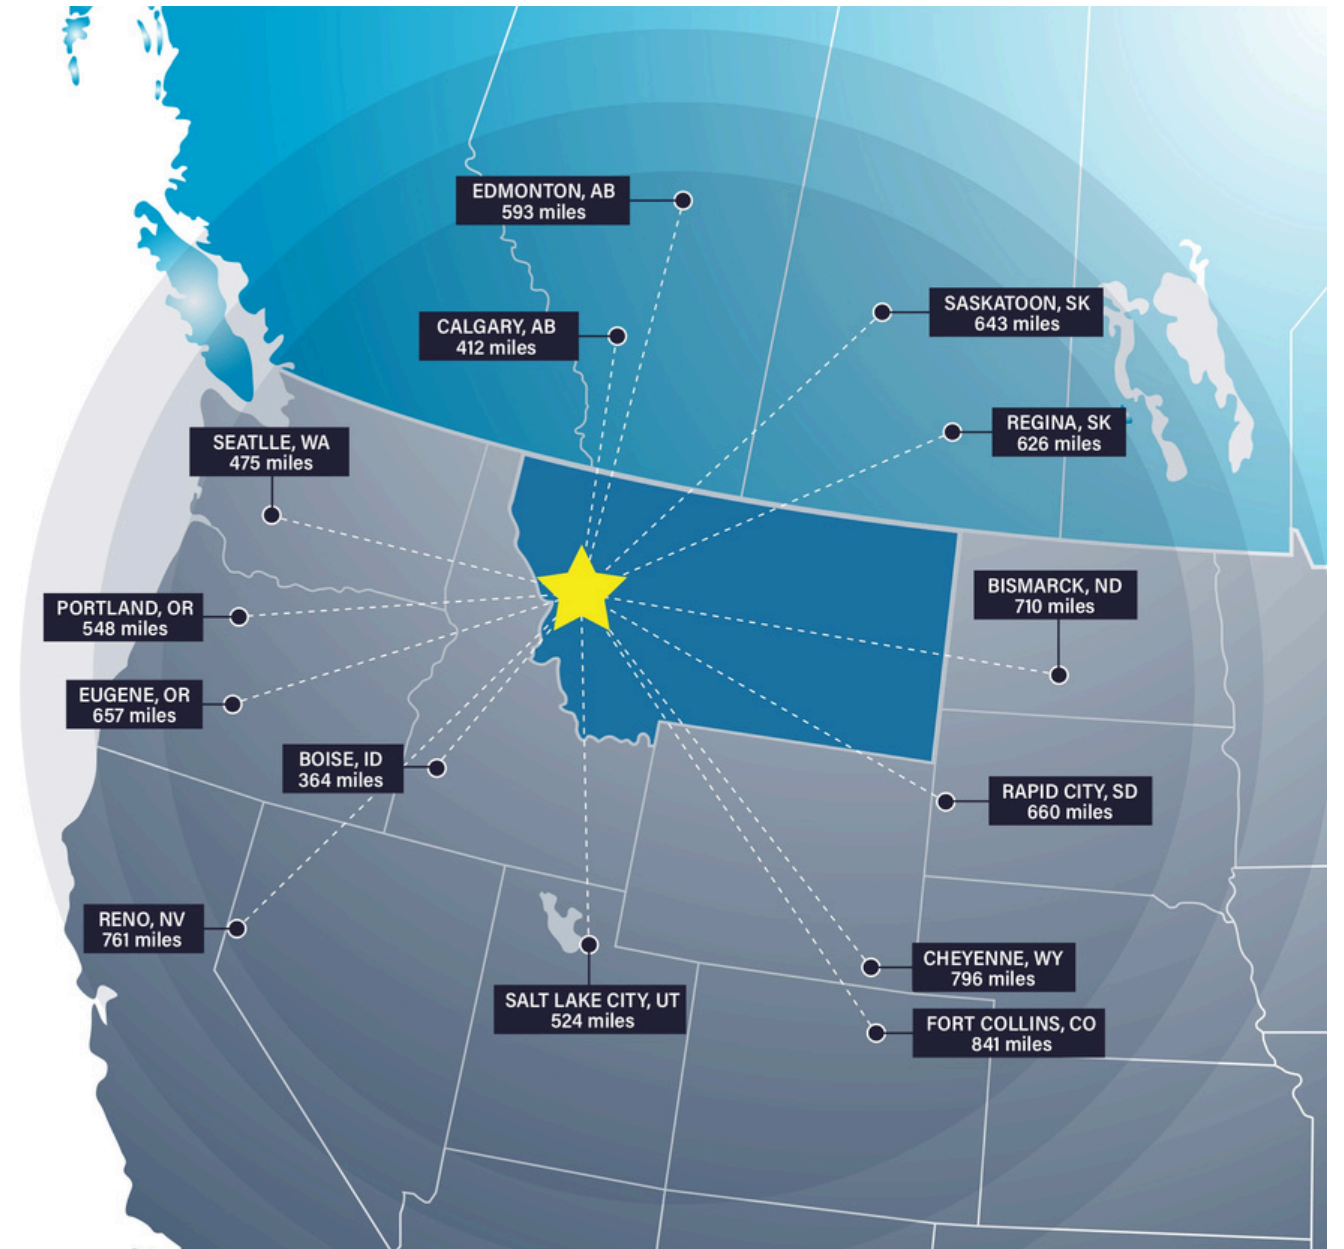 EDMONTON, AB
593 miles
SASKATOON, SK
643 miles
CALGARY, AB
412 miles
REGINA, SK
626 miles
SEATLLE, WA
475 miles
BISMARCK, ND
710 miles
PORTLAND, OR
548 miles
EUGENE, OR
657 miles
BOISE, ID
364 miles
RAPID CITY, SD
660 miles
RENO, NV
761 miles
CHEYENNE, WY
796 miles
SALT LAKE CITY, UT
524 miles
FORT COLLINS, CO
841 miles